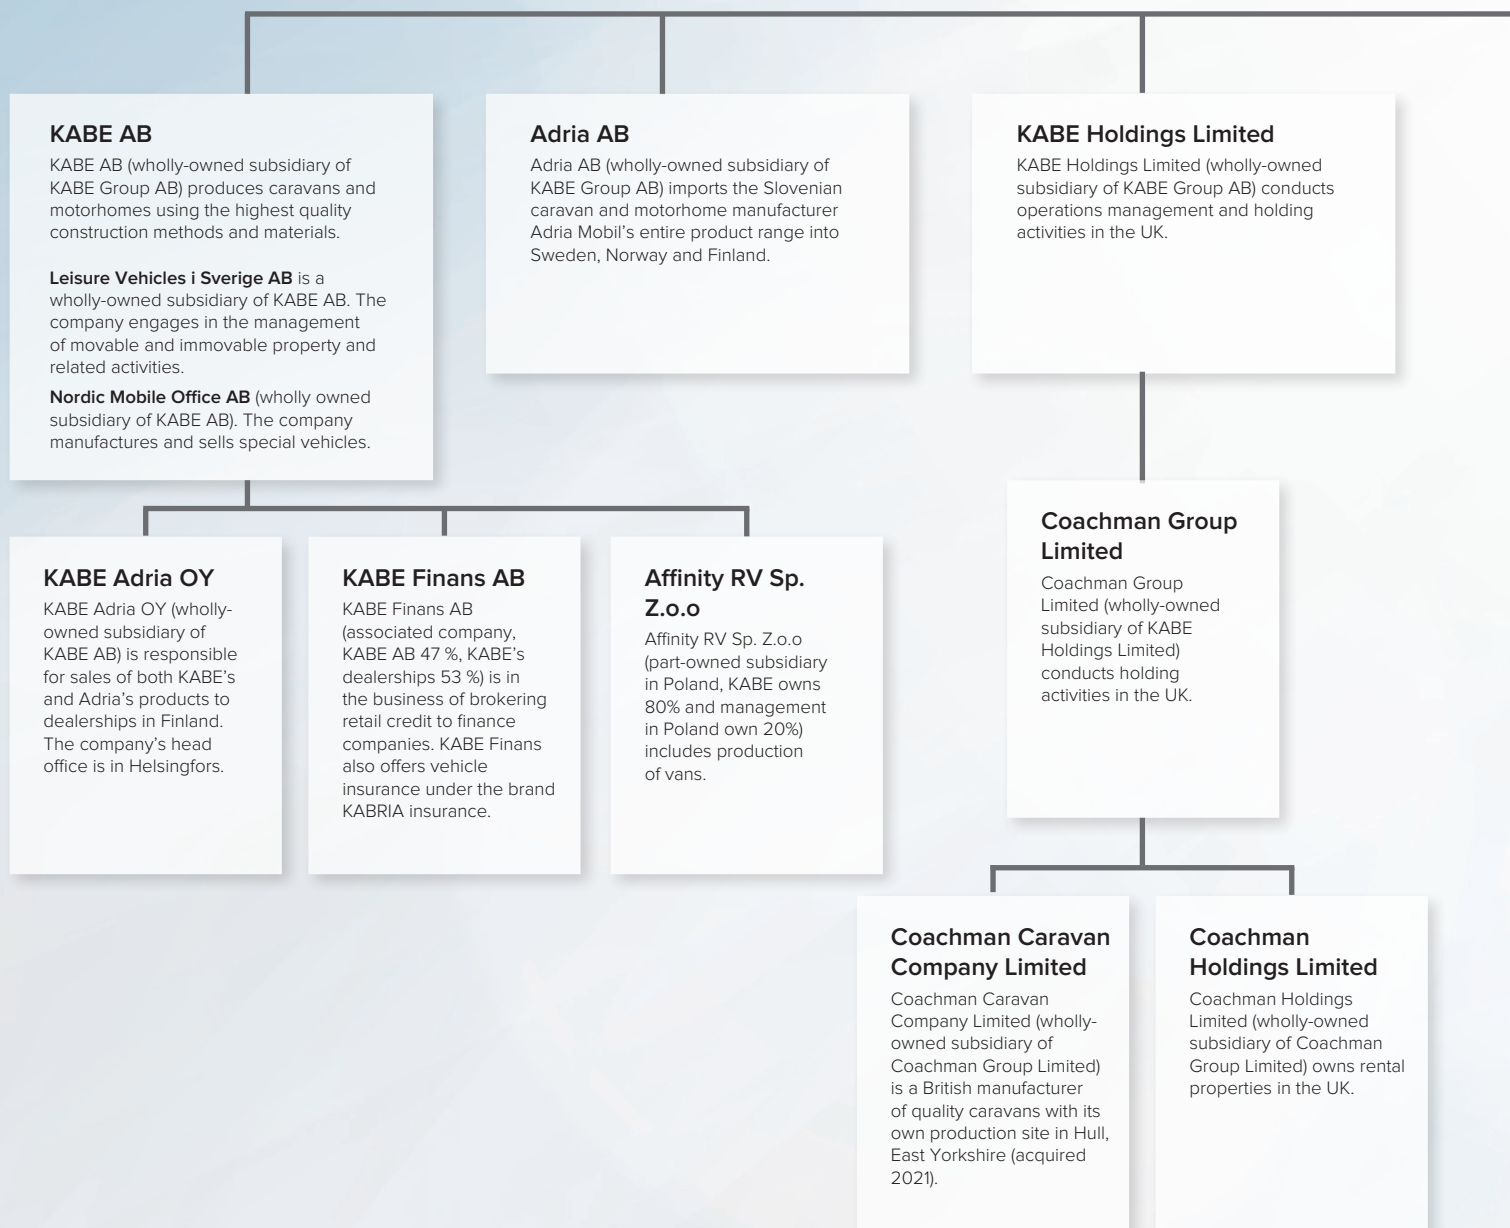 KABE AB
KABE AB (wholly-owned subsidiary of
KABE Group AB) produces caravans and
motorhomes using the highest quality
construction methods and materials.
Leisure Vehicles i Sverige AB is a
wholly-owned subsidiary of KABE AB. The
company engages in the management
of movable and immovable property and
related activities.
Nordic Mobile Office AB (wholly owned
subsidiary of KABE AB). The company
manufactures and sells special vehicles.
Adria AB
Adria AB (wholly-owned subsidiary of
KABE Group AB) imports the Slovenian
caravan and motorhome manufacturer
Adria Mobil’s entire product range into
Sweden, Norway and Finland.
KABE Holdings Limited
KABE Holdings Limited (wholly-owned
subsidiary of KABE Group AB) conducts
operations management and holding
activities in the UK.
KABE Adria OY
KABE Adria OY (wholly-
owned subsidiary of
KABE AB) is responsible
for sales of both KABE’s
and Adria’s products to
dealerships in Finland.
The company’s head
office is in Helsingfors.
KABE Finans AB
KABE Finans AB
(associated company,
KABE AB 47 %, KABE’s
dealerships 53 %) is in
the business of brokering
retail credit to finance
companies. KABE Finans
also offers vehicle
insurance under the brand
KABRIA insurance.
Affinity RV Sp.
Z.o.o
Affinity RV Sp. Z.o.o
(part-owned subsidiary
in Poland, KABE owns
80% and management
in Poland own 20%)
includes production
of vans.
Coachman Group
Limited
Coachman Group
Limited (wholly-owned
subsidiary of KABE
Holdings Limited)
conducts holding
activities in the UK.
Coachman Caravan
Company Limited
Coachman Caravan
Company Limited (wholly-
owned subsidiary of
Coachman Group Limited)
is a British manufacturer
of quality caravans with its
own production site in Hull,
East Yorkshire (acquired
2021).
Coachman
Holdings Limited
Coachman Holdings
Limited (wholly-owned
subsidiary of Coachman
Group Limited) owns rental
properties in the UK.